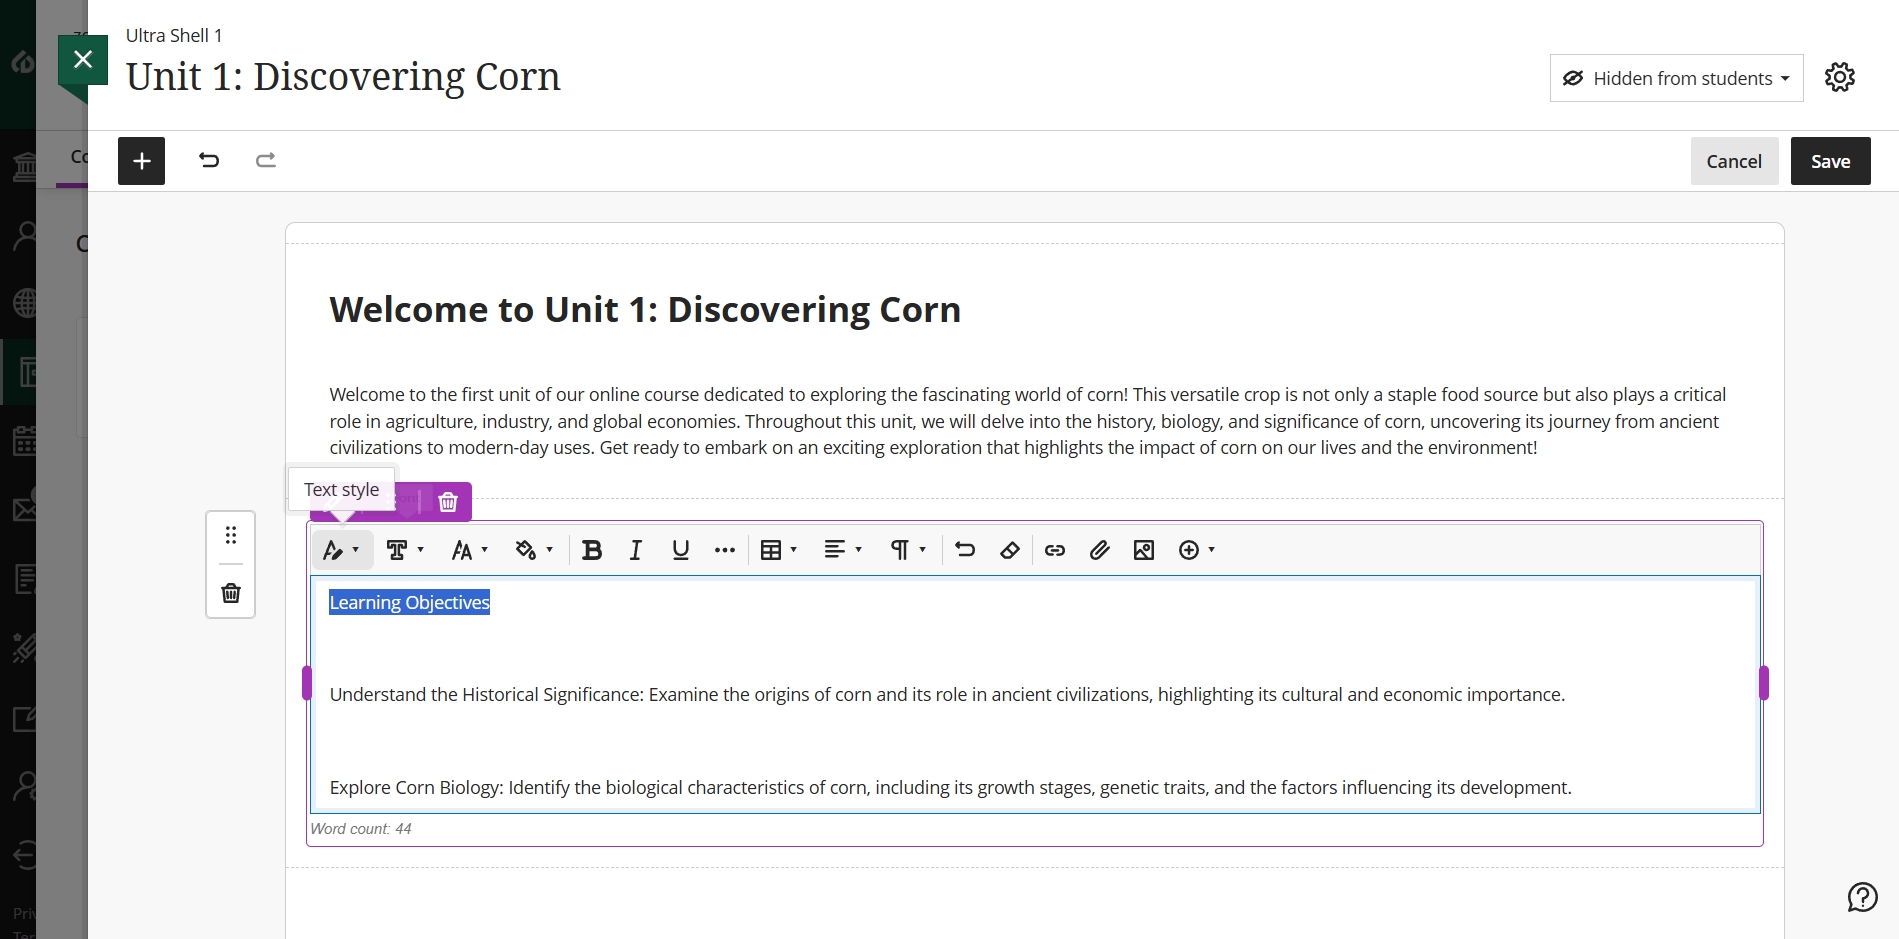 Ultra Shell 1
Unit 1: Discovering Corn
Hidden from students
Cancel
Save
Welcome to Unit 1: Discovering Corn
Welcome to the first unit of our online course dedicated to exploring the fascinating world of corn! This versatile crop is not only a staple food source but also plays a critical
role in agriculture, industry, and global economies. Throughout this unit, we will delve into the history, biology, and significance of corn, uncovering its journey from ancient
civilizations to modern-day uses. Get ready to embark on an exciting exploration that highlights the impact of corn on our lives and the environment!
Text style
Learning Objectives
Understand the Historical Significance: Examine the origins of corn and its role in ancient civilizations, highlighting its cultural and economic importance.
Explore Corn Biology: Identify the biological characteristics of corn, including its growth stages, genetic traits, and the factors influencing its development.
Word count: 44